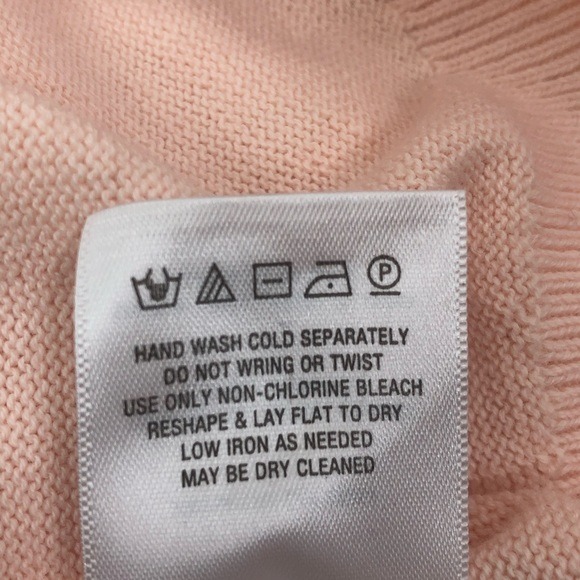 P
HAND WASH COLD SEPARATELY
DO NOT WRING OR TWIST
USE ONLY NON-CHLORINE BLEACH
RESHAPE & LAY FLAT TO DRY
LOW IRON AS NEEDED
MAY BE DRY CLEANED